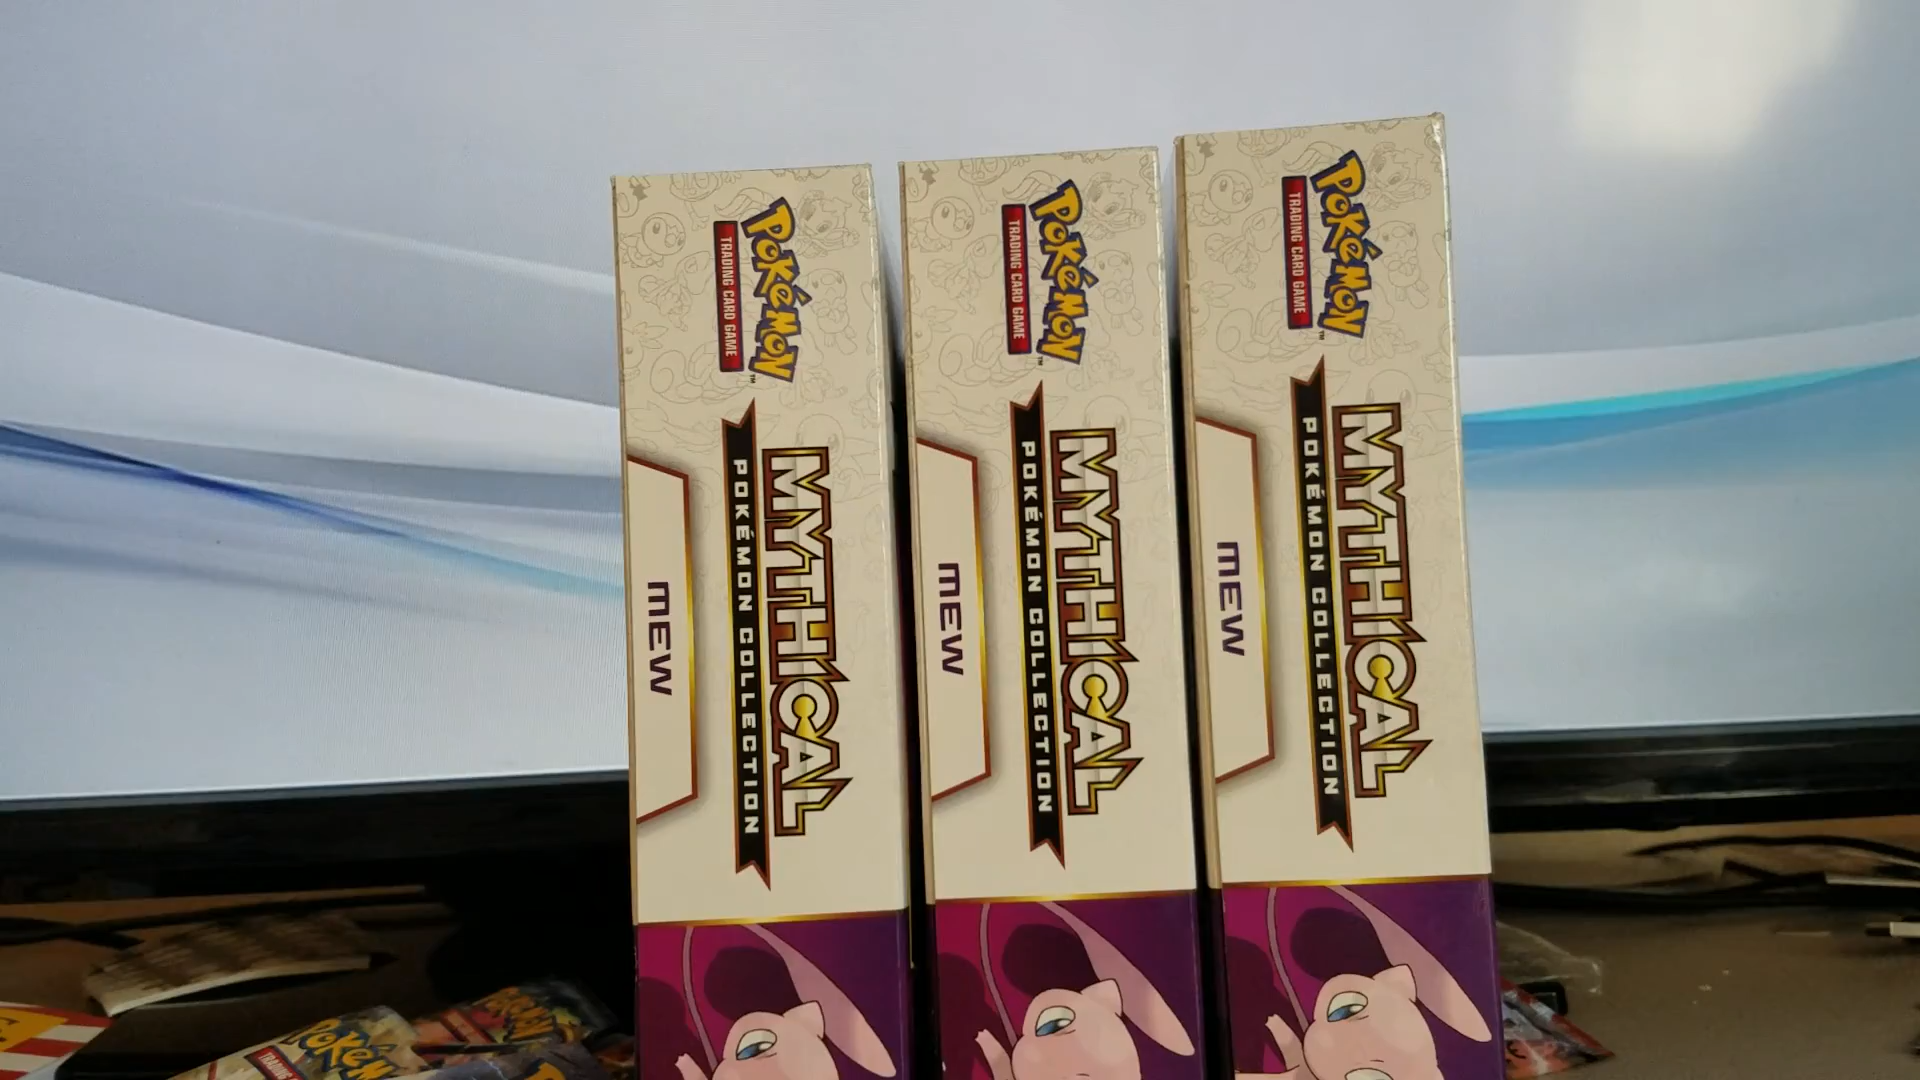 POKÉMON
TRADING CARD GAME
MYTHICAL
POKÉMON COLLECTION
MEW
POKÉMON
TRADING CARD GAME
MYTHICAL
POKÉMON COLLECTION
MEW
POKÉMON
TRADING CARD GAME
MYTHICAL
POKÉMON COLLECTION
MEW